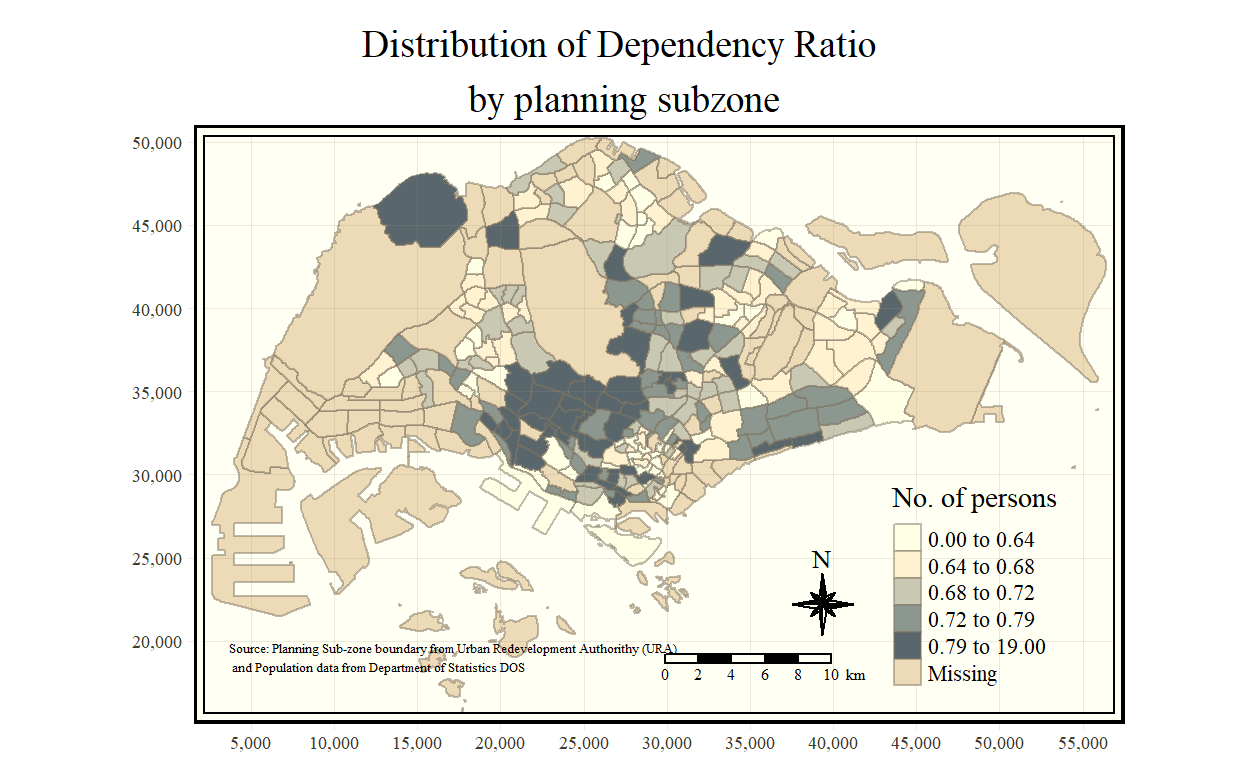 Distribution of Dependency Ratio
by planning subzone
50,000
45,000
40,000
35,000
30,000
25,000
20,000
No. of persons
0.00 to 0.64
0.64 to 0.68
0.68 to 0.72
0.72 to 0.79
0.79 to 19.00
Missing
N
Source: Planning Sub-zone boundary from Urban Redevelopment Authorithy (URA)
and Population data from Department of Statistics DOS
0 2 4 6 8 10 km
5,000 10,000 15,000 20,000 25,000 30,000 35,000 40,000 45,000 50,000 55,000